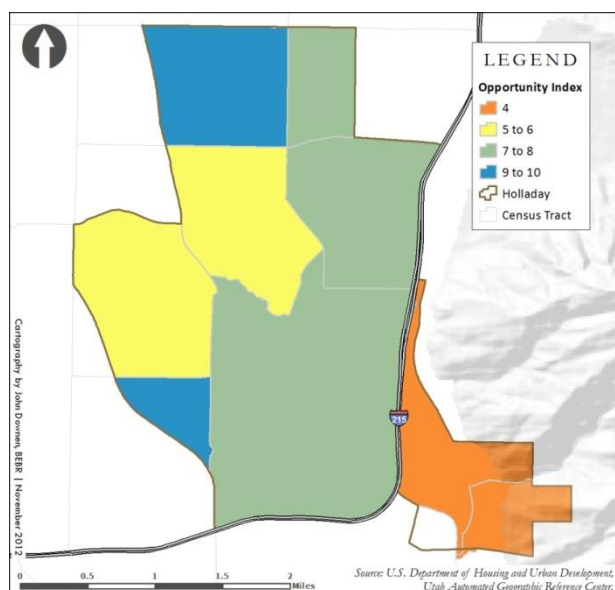 LEGEND
Opportunity Index
4
5 to 6
7 to 8
9 to 10
Holladay
Census Tract
215
Cartography by John Downen, BEBR | November 2012
0 0.5 1 2
Miles
Source: U.S. Department of Housing and Urban Development,
Utah Automated Geographic Reference Center.